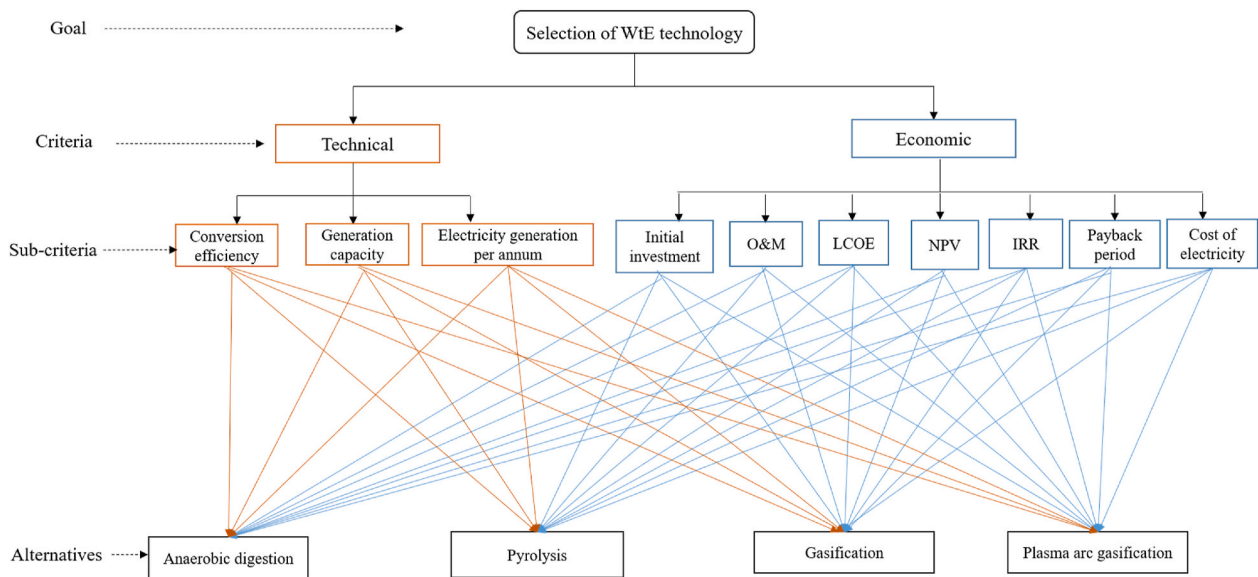 Goal
Selection of WtE technology
Criteria
Technical
Economic
Sub-criteria
Conversion
efficiency
Generation
capacity
Electricity generation
per annum
Initial
investment
O&M
LCOE
NPV
IRR
Payback
period
Cost of
electricity
Alternatives
Anaerobic digestion
Pyrolysis
Gasification
Plasma arc gasification